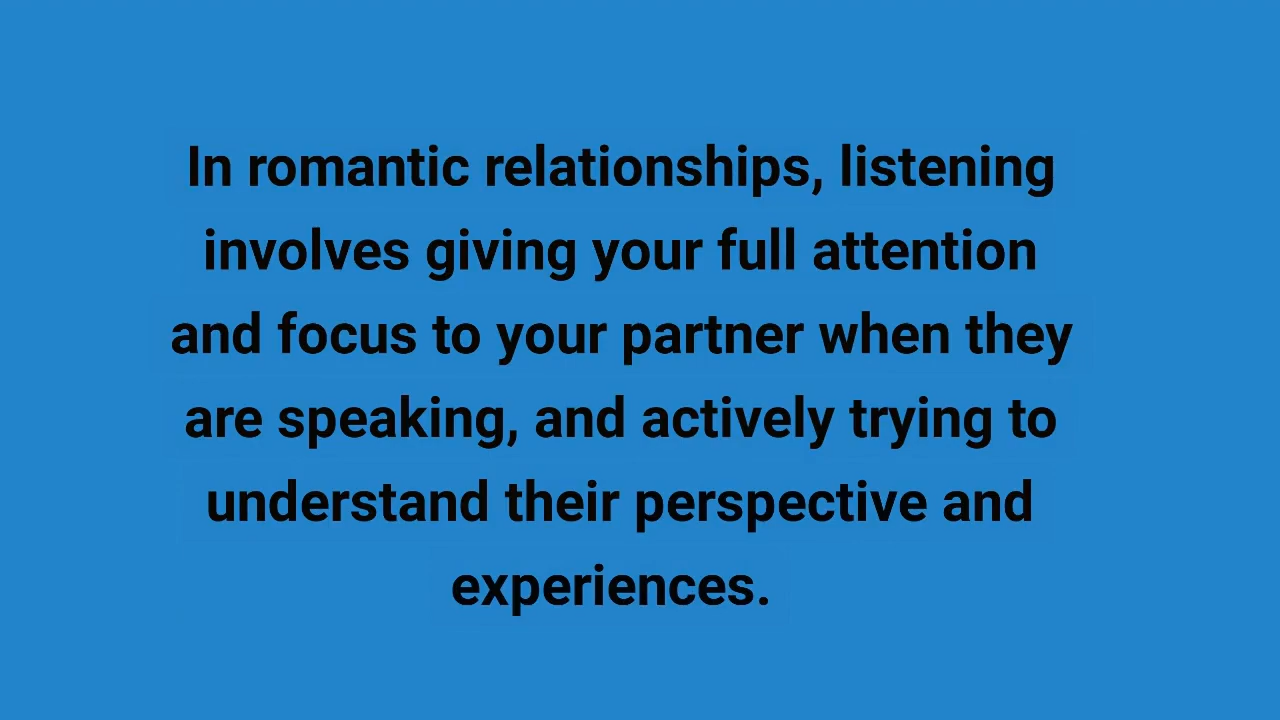 In romantic relationships, listening
involves giving your full attention
and focus to your partner when they
are speaking, and actively trying to
understand their perspective and
experiences.